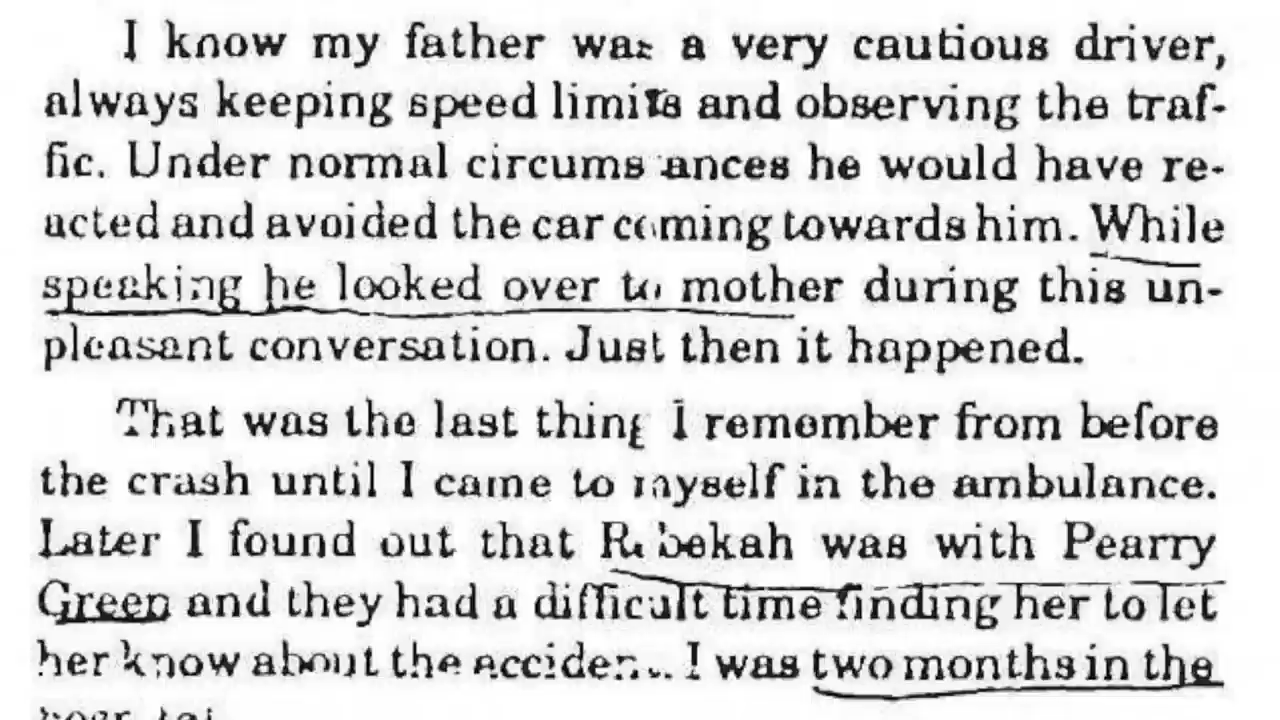 I know my father was a very cautious driver,
always keeping speed limits and observing the traf-
fic. Under normal circumstances he would have re-
acted and avoided the car coming towards him. While
speaking he looked over to mother during this un-
pleasant conversation. Just then it happened.
That was the last thing I remember from before
the crash until I came to myself in the ambulance.
Later I found out that Rebekah was with Pearry
Green and they had a difficult time finding her to let
her know about the accident. I was two months in the